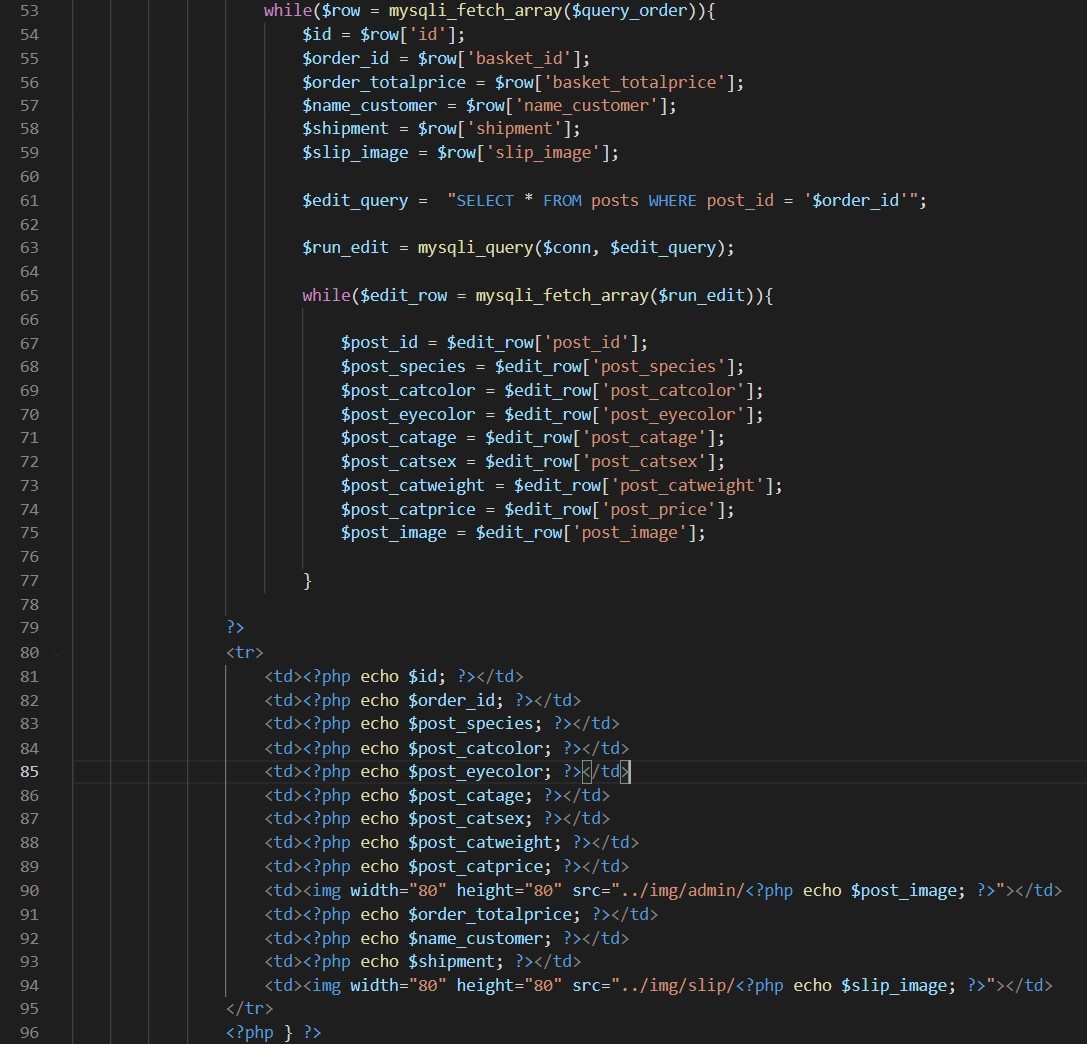 53 while($row = mysqli_fetch_array($query_order)){
54 $id = $row['id'];
55 $order_id = $row['basket_id'];
56 $order_totalprice = $row['basket_totalprice'];
57 $name_customer = $row['name_customer'];
58 $shipment = $row['shipment'];
59 $slip_image = $row['slip_image'];
60
61 $edit_query =  "SELECT * FROM posts WHERE post_id = '$order_id'";
62
63 $run_edit = mysqli_query($conn, $edit_query);
64
65 while($edit_row = mysqli_fetch_array($run_edit)){
66
67 $post_id = $edit_row['post_id'];
68 $post_species = $edit_row['post_species'];
69 $post_catcolor = $edit_row['post_catcolor'];
70 $post_eyecolor = $edit_row['post_eyecolor'];
71 $post_catage = $edit_row['post_catage'];
72 $post_catsex = $edit_row['post_catsex'];
73 $post_catweight = $edit_row['post_catweight'];
74 $post_catprice = $edit_row['post_price'];
75 $post_image = $edit_row['post_image'];
76
77 }
78
79 ?>
80 <tr>
81 <td><?php echo $id; ?></td>
82 <td><?php echo $order_id; ?></td>
83 <td><?php echo $post_species; ?></td>
84 <td><?php echo $post_catcolor; ?></td>
85 <td><?php echo $post_eyecolor; ?></td>
86 <td><?php echo $post_catage; ?></td>
87 <td><?php echo $post_catsex; ?></td>
88 <td><?php echo $post_catweight; ?></td>
89 <td><?php echo $post_catprice; ?></td>
90 <td><img width="80" height="80" src="../img/admin/<?php echo $post_image; ?>"></td>
91 <td><?php echo $order_totalprice; ?></td>
92 <td><?php echo $name_customer; ?></td>
93 <td><?php echo $shipment; ?></td>
94 <td><img width="80" height="80" src="../img/slip/<?php echo $slip_image; ?>"></td>
95 </tr>
96 <?php } ?>